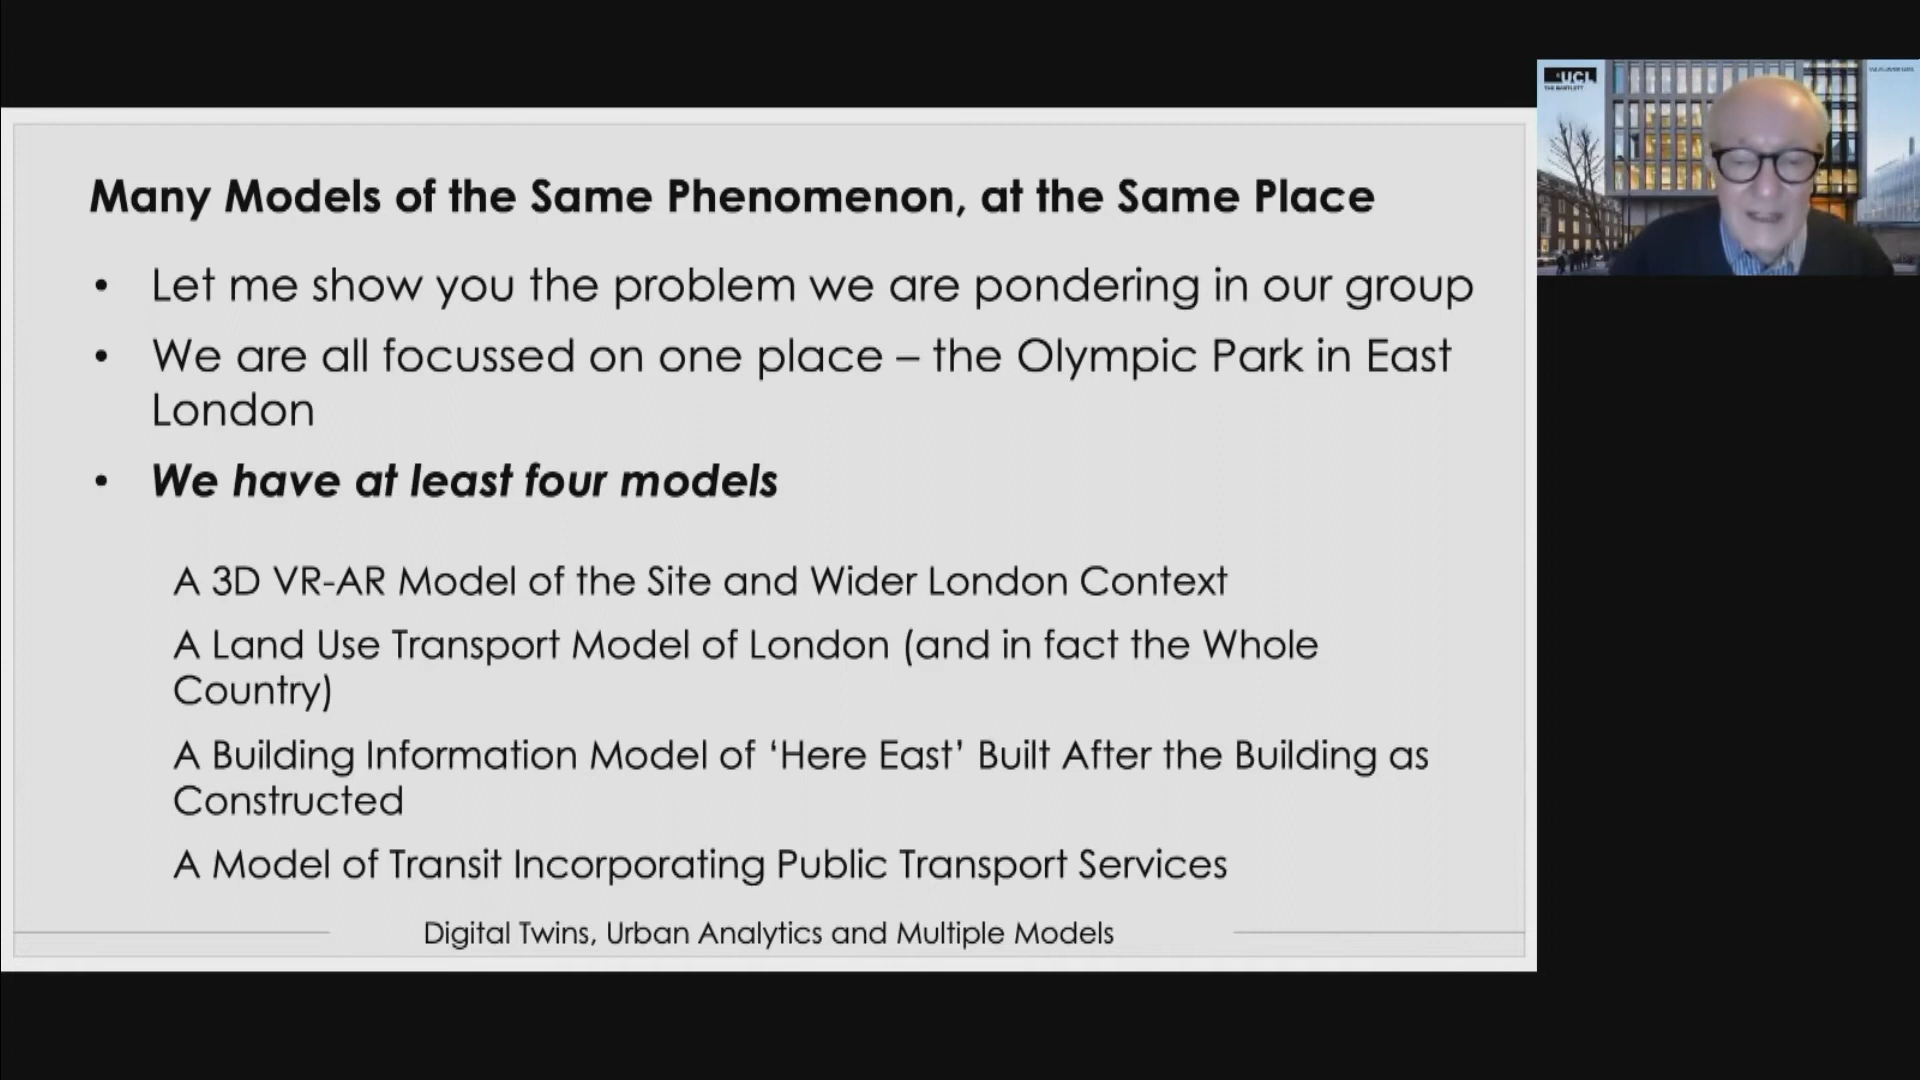 Many Models of the Same Phenomenon, at the Same Place
• Let me show you the problem we are pondering in our group
• We are all focussed on one place – the Olympic Park in East
London
• We have at least four models
A 3D VR-AR Model of the Site and Wider London Context
A Land Use Transport Model of London (and in fact the Whole
Country)
A Building Information Model of ‘Here East’ Built After the Building as
Constructed
A Model of Transit Incorporating Public Transport Services
Digital Twins, Urban Analytics and Multiple Models
UCL
THE BARTLETT